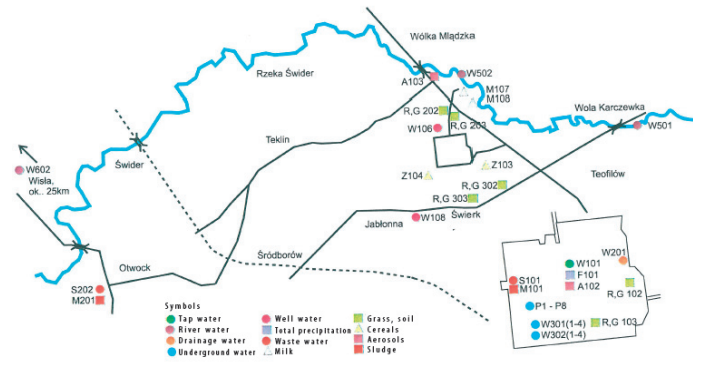 Wólka Mlądzka
Rzeka Świder
A103
W502
M107
M108
R,G 202
Wola Karczewka
W106
R,G 203
W501
Teklin
Świder
W602
Wisła,
ok.. 25km
Z103
Z104
Teofilów
R,G 302
R,G 303
Jabłonna
Świerk
W108
Śródborów
Otwock
S202
M201
W201
W101
F101
A102
S101
M101
R,G 102
P1 - P8
W301(1-4)
W302(1-4)
R,G 103
Symbols
Tap water
River water
Drainage water
Underground water
Well water
Total precipitation
Waste water
Milk
Grass, soil
Cereals
Aerosols
Sludge